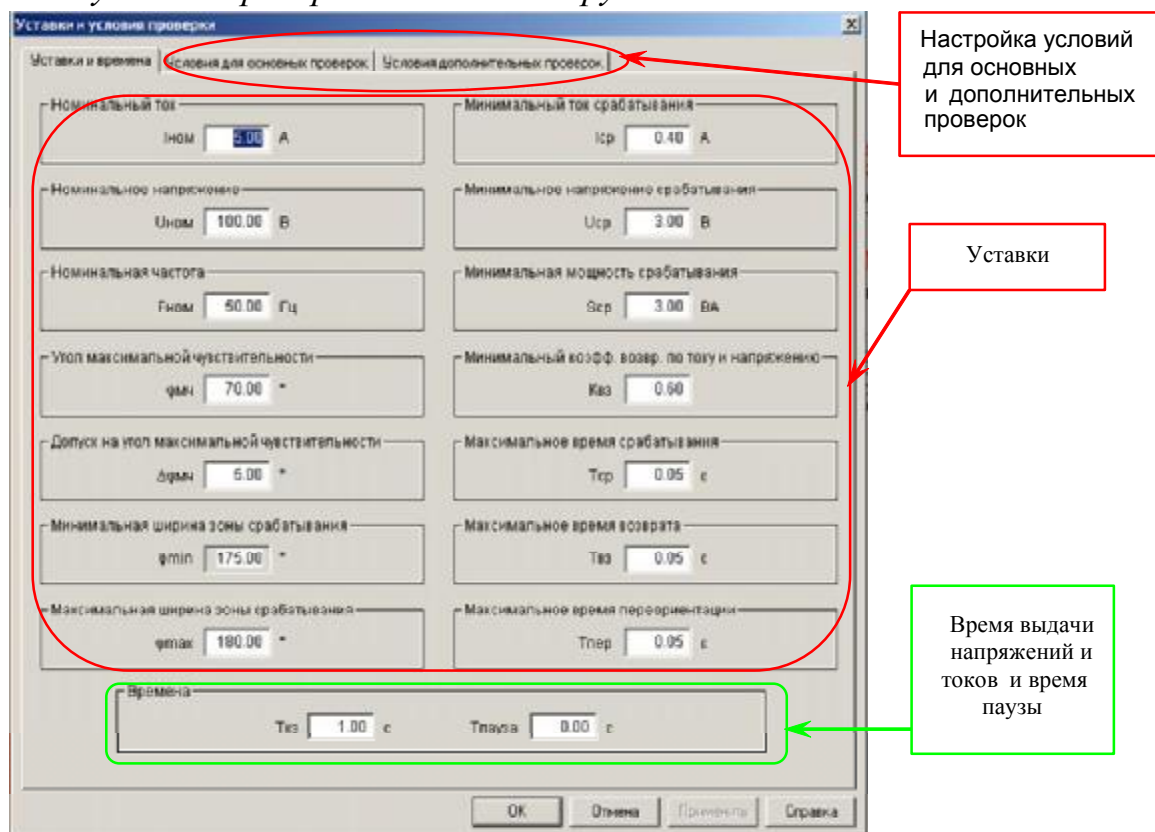 Уставки и условия проверки
Уставки и времена Условия для основных проверок Условия дополнительных проверок
Настройка условий
для основных
и дополнительных
проверок
Номинальный ток
Iном 5.00 А
Минимальный ток срабатывания
Iср 0.40 А
Номинальное напряжение
Uном 100.00 В
Минимальное напряжение срабатывания
Uср 3.00 В
Уставки
Номинальная частота
Fном 50.00 Гц
Минимальная мощность срабатывания
Sср 3.00 ВА
Угол максимальной чувствительности
φмч 70.00 °
Минимальный коэфф. возвр. по току и напряжению
Kвз 0.60
Допуск на угол максимальной чувствительности
Δφмч 5.00 °
Максимальное время срабатывания
Tср 0.05 с
Минимальная ширина зоны срабатывания
φmin 175.00 °
Максимальное время возврата
Tвз 0.05 с
Максимальная ширина зоны срабатывания
φmax 180.00 °
Максимальное время переориентации
Tпер 0.05 с
Времена
Tкз 1.00 с Tпауза 0.00 с
Время выдачи
напряжений и
токов и время
паузы
OK Отмена Применить Справка